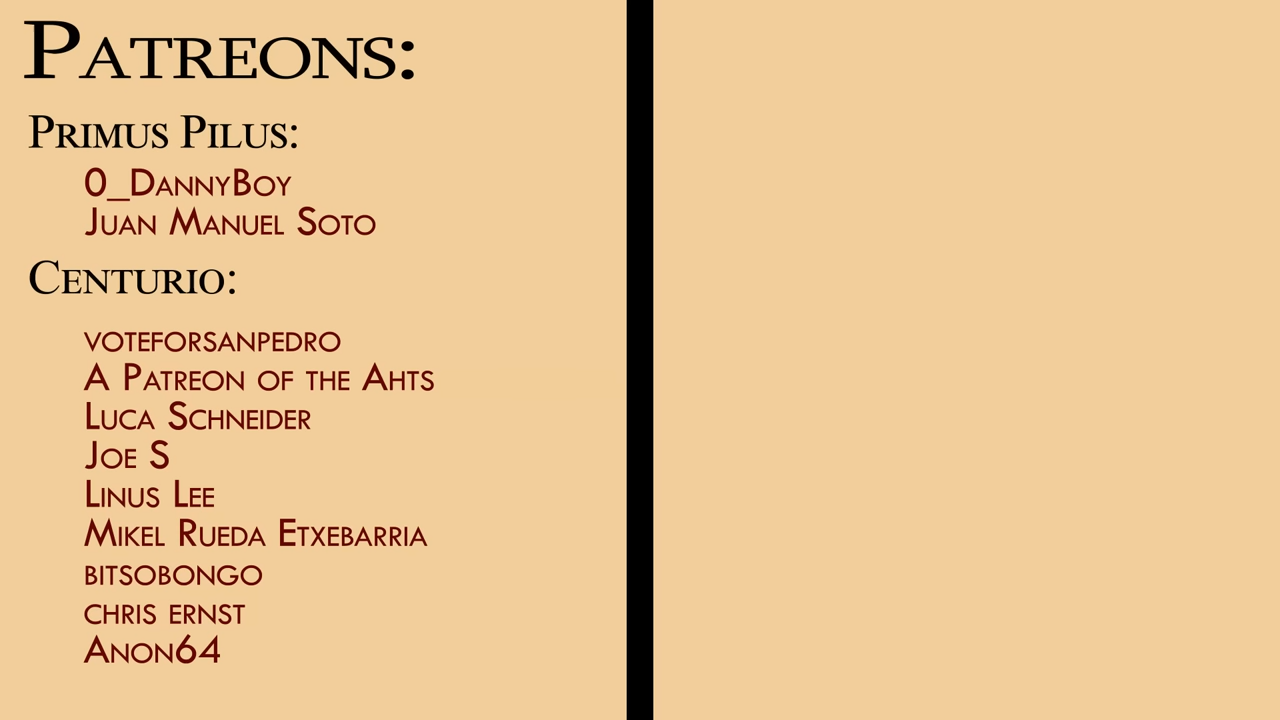 Patreons:
Primus Pilus:
0_DannyBoy
Juan Manuel Soto
Centurio:
voteforsanpedro
A Patreon of the Ahts
Luca Schneider
Joe S
Linus Lee
Mikel Rueda Etxebarria
bitsobongo
chris ernst
Anon64